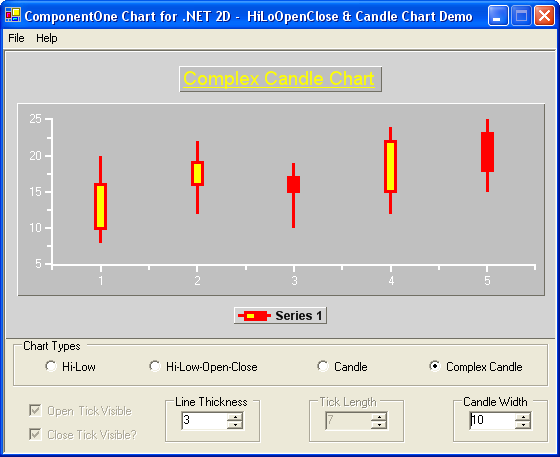 ComponentOne Chart for .NET 2D - HiLoOpenClose & Candle Chart Demo
File Help
Complex Candle Chart
25
20
15
10
5
1 2 3 4 5
Series 1
Chart Types
Hi-Low Hi-Low-Open-Close Candle Complex Candle
Open Tick Visible
Close Tick Visible?
Line Thickness
3
Tick Length
7
Candle Width
10